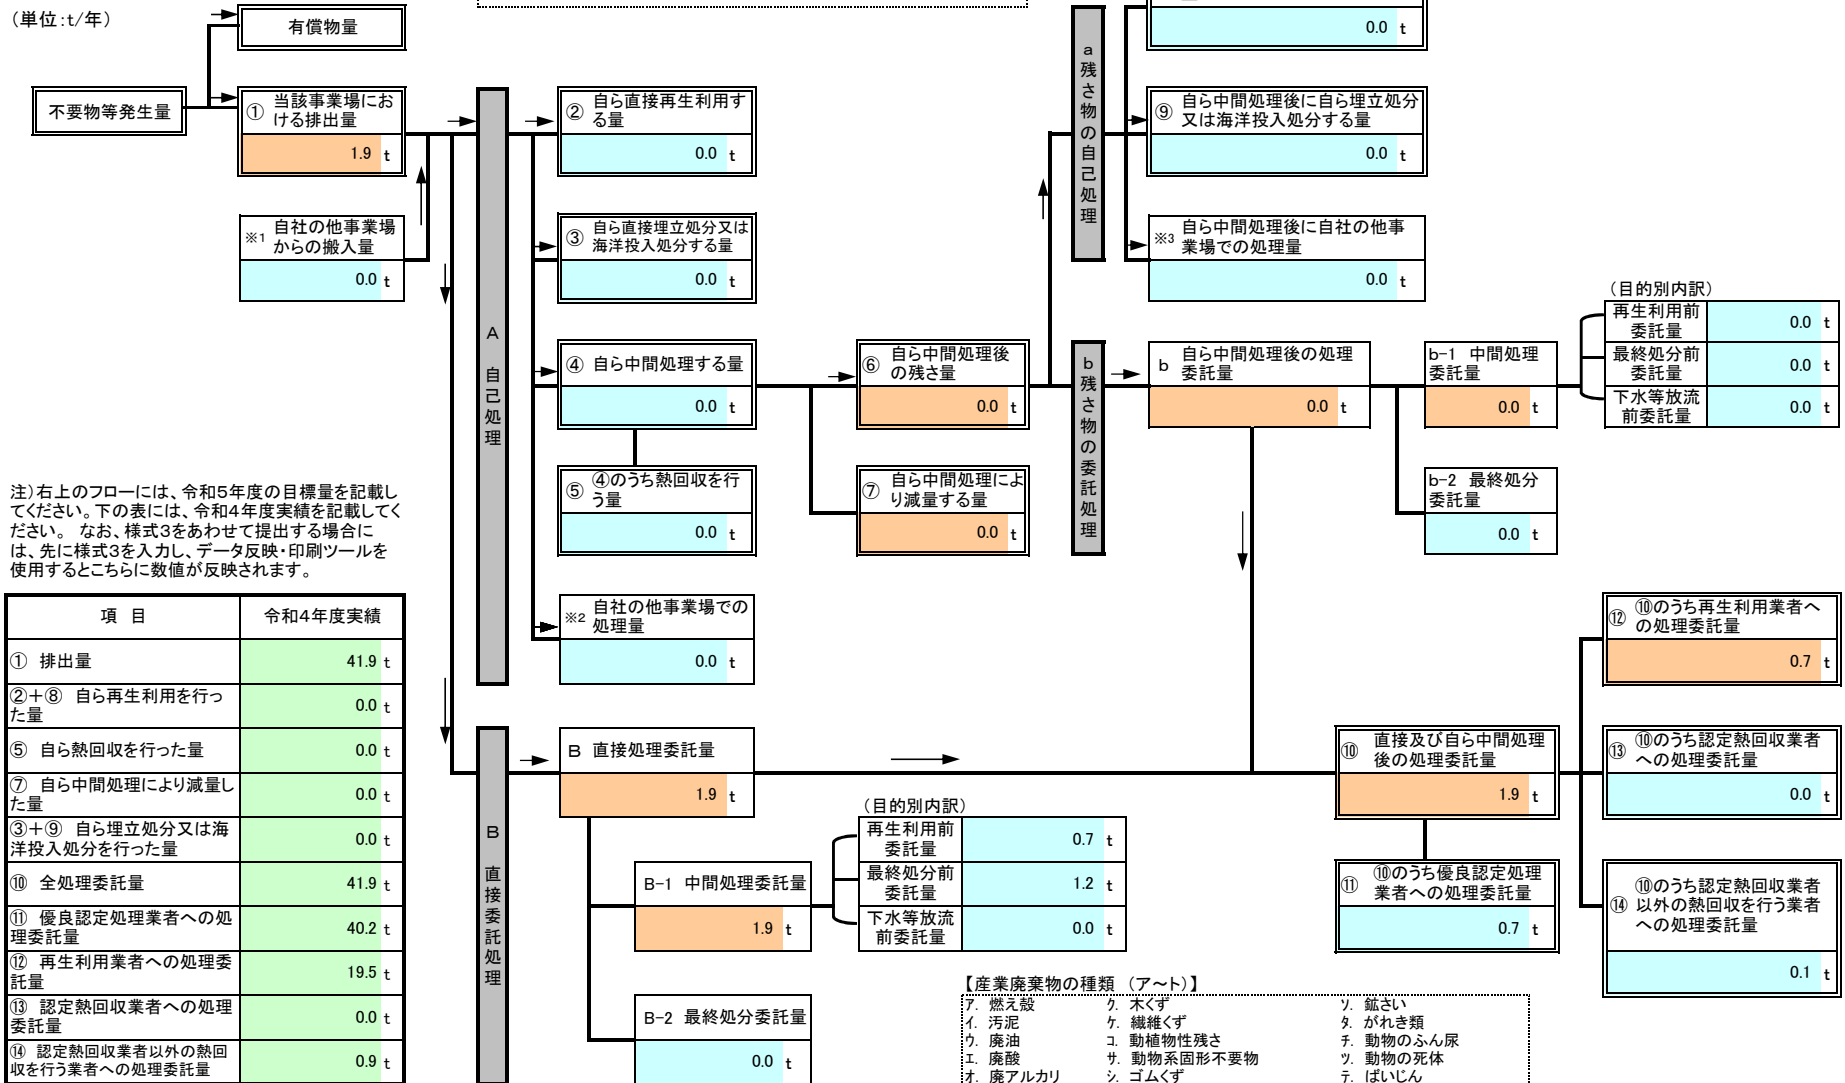 (単位:t/年)
有償物量
不要物等発生量
① 当該事業場にお
ける排出量
1.9 t
※1 自社の他事業場
からの搬入量
0.0 t
A 自己処理
② 自ら直接再生利用す
る量
0.0 t
③ 自ら直接埋立処分又は
海洋投入処分する量
0.0 t
④ 自ら中間処理する量
0.0 t
⑤ ④のうち熱回収を行
う量
0.0 t
※2 自社の他事業場での
処理量
0.0 t
⑥ 自ら中間処理後
の残さ量
0.0 t
⑦ 自ら中間処理によ
り減量する量
0.0 t
a 残さ物の自己処理
0.0 t
⑨ 自ら中間処理後に自ら埋立処分
又は海洋投入処分する量
0.0 t
※3 自ら中間処理後に自社の他事
業場での処理量
0.0 t
b 残さ物の委託処理
b 自ら中間処理後の処理
委託量
0.0 t
b-1 中間処理
委託量
0.0 t
b-2 最終処分
委託量
0.0 t
(目的別内訳)
再生利用前
委託量 0.0 t
最終処分前
委託量 0.0 t
下水等放流
前委託量 0.0 t
注)右上のフローには、令和5年度の目標量を記載し
てください。下の表には、令和4年度実績を記載してく
ださい。 なお、様式3をあわせて提出する場合に
は、先に様式3を入力し、データ反映・印刷ツールを
使用するとこちらに数値が反映されます。
項 目 令和4年度実績
① 排出量 41.9 t
②+⑧ 自ら再生利用を行っ
た量 0.0 t
⑤ 自ら熱回収を行った量 0.0 t
⑦ 自ら中間処理により減量し
た量 0.0 t
③+⑨ 自ら埋立処分又は海
洋投入処分を行った量 0.0 t
⑩ 全処理委託量 41.9 t
⑪ 優良認定処理業者への処
理委託量 40.2 t
⑫ 再生利用業者への処理委
託量 19.5 t
⑬ 認定熱回収業者への処理
委託量 0.0 t
⑭ 認定熱回収業者以外の熱回
収を行う業者への処理委託量 0.9 t
B 直接委託処理
B 直接処理委託量
1.9 t
B-1 中間処理委託量
1.9 t
B-2 最終処分委託量
0.0 t
(目的別内訳)
再生利用前
委託量 0.7 t
最終処分前
委託量 1.2 t
下水等放流
前委託量 0.0 t
⑩ 直接及び自ら中間処理
後の処理委託量
1.9 t
⑪ ⑩のうち優良認定処理
業者への処理委託量
0.7 t
⑫ ⑩のうち再生利用業者へ
の処理委託量
0.7 t
⑬ ⑩のうち認定熱回収業者
への処理委託量
0.0 t
⑭ ⑩のうち認定熱回収業者
以外の熱回収を行う業者
への処理委託量
0.1 t
【産業廃棄物の種類 (ア~ト)】
ア. 燃え殻 ク. 木くず ソ. 鉱さい
イ. 汚泥 ケ. 繊維くず タ. がれき類
ウ. 廃油 コ. 動植物性残さ チ. 動物のふん尿
エ. 廃酸 サ. 動物系固形不要物 ツ. 動物の死体
オ. 廃アルカリ シ. ゴムくず テ. ばいじん